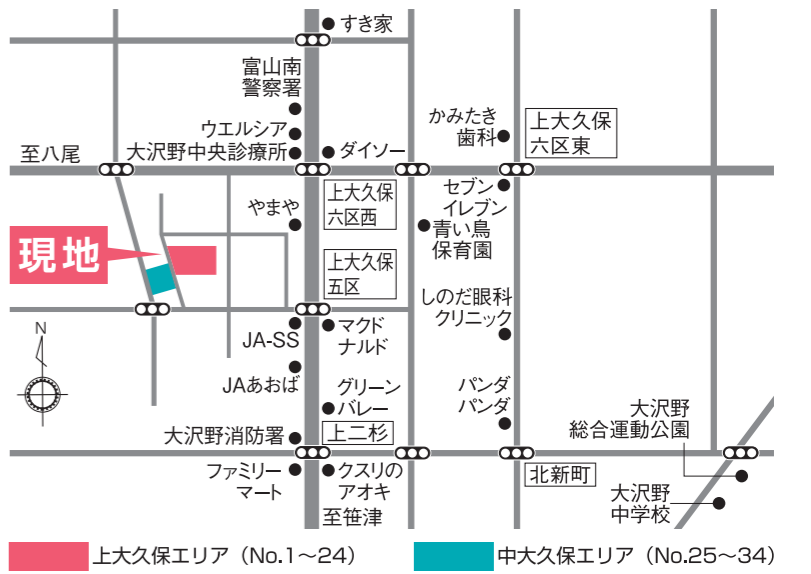 すき家
富山南
警察署
ウエルシア
大沢野中央診療所
ダイソー
かみたき
歯科
上大久保
六区東
至八尾
やまや
上大久保
六区西
セブン
イレブン
青い鳥
保育園
現地
上大久保
五区
しのだ眼科
クリニック
N
JA-SS
マクド
ナルド
JAあおば
グリーン
バレー
パンダ
パンダ
大沢野
総合運動公園
大沢野消防署
上二杉
ファミリー
マート
クスリの
アオキ
北新町
大沢野
中学校
至笹津
上大久保エリア（No.1〜24）
中大久保エリア（No.25〜34）